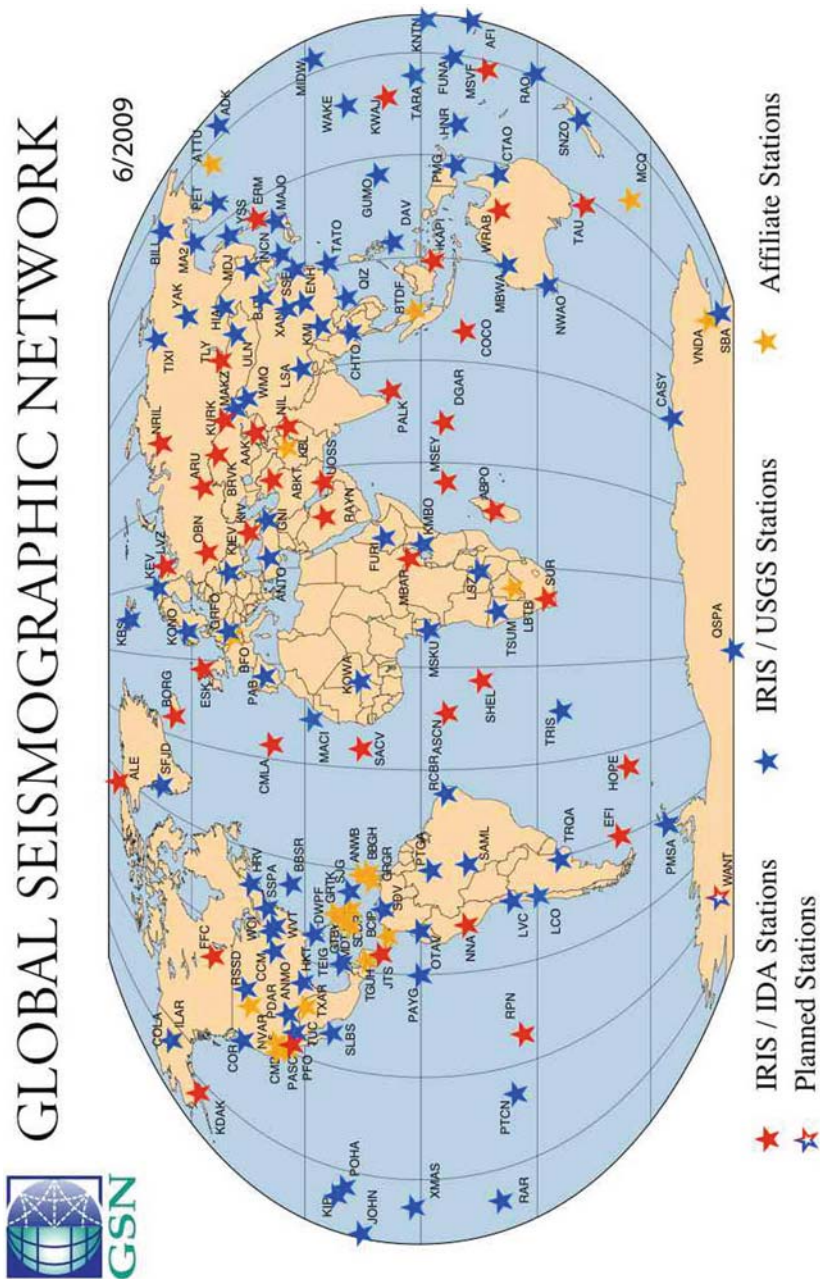 GLOBAL SEISMOGRAPHIC NETWORK
GSN
6/2009
KBS
ALE
KEV
LVZ
NRIL
TIXI
BILL
SFJD
BORG
KONO
OBN
ARU
YAK
MA2
PET
ATTU
ADK
COLA
ILAR
KDAK
FFC
ESK
GRFO
BFO
KIEV
KIV
BRVK
KURK
MAKZ
TLY
HIA
MDJ
YSS
ERM
MAJO
MIDW
HRV
SSPA
BBSR
RSSD
CCM
WVT
COR
NVAR
PDAR
ANMO
HKT
DWPF
CMLA
PAB
ANTO
GNI
ABKT
AAK
WMQ
ULN
BJT
INCN
SSE
XAN
ENH
TATO
NIL
KBL
LSA
KMI
CHTO
QIZ
UOSS
RAYN
MACI
SACV
KOWA
PASC
PFO
TUC
TXAR
SLBS
TEIG
MDT
GTBY
GRTK
SJG
ANWB
BBGH
GRGR
SDV
BCIP
TGUH
JTS
KIP
POHA
JOHN
XMAS
WAKE
KWAJ
GUMO
DAV
TARA
KNTN
FUNA
AFI
MSVF
RAO
HNR
PMG
CTAO
KAPI
BTDF
WRAB
MBWA
NWAO
COCO
PALK
DGAR
MSEY
ABPO
FURI
KMBO
MBAR
LSZ
LBTB
TSUM
SUR
MSKU
ASCN
SHEL
TRIS
RCBR
PTGA
SAML
OTAV
PAYG
NNA
LVC
LCO
TRQA
EFI
HOPE
RPN
PTCN
RAR
SNZO
TAU
MCQ
PMSA
WANT
QSPA
CASY
VNDA
SBA
IRIS / IDA Stations
IRIS / USGS Stations
Affiliate Stations
Planned Stations